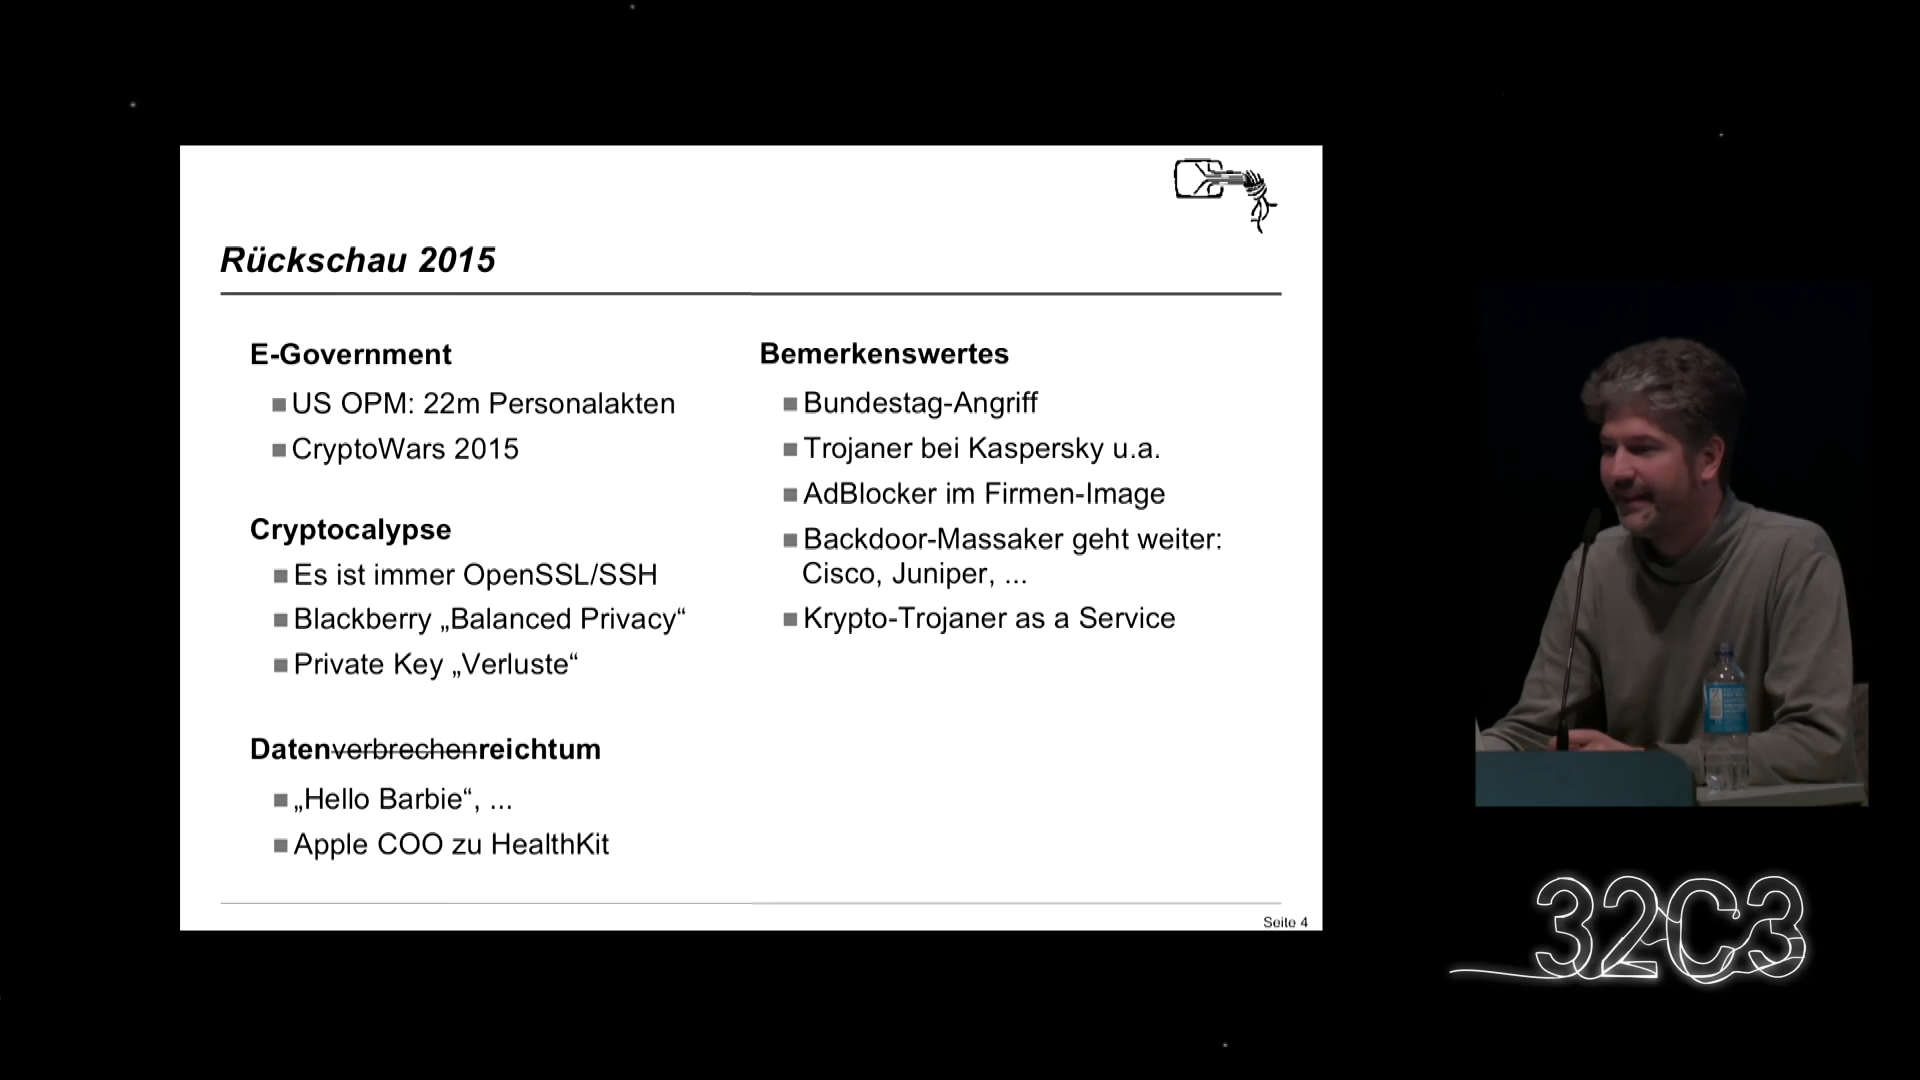 Rückschau 2015
E-Government
US OPM: 22m Personalakten
CryptoWars 2015
Cryptocalypse
Es ist immer OpenSSL/SSH
Blackberry „Balanced Privacy“
Private Key „Verluste“
Datenverbrechenreichtum
„Hello Barbie“, ...
Apple COO zu HealthKit
Bemerkenswertes
Bundestag-Angriff
Trojaner bei Kaspersky u.a.
AdBlocker im Firmen-Image
Backdoor-Massaker geht weiter:
Cisco, Juniper, ...
Krypto-Trojaner as a Service
Seite 4
32C3